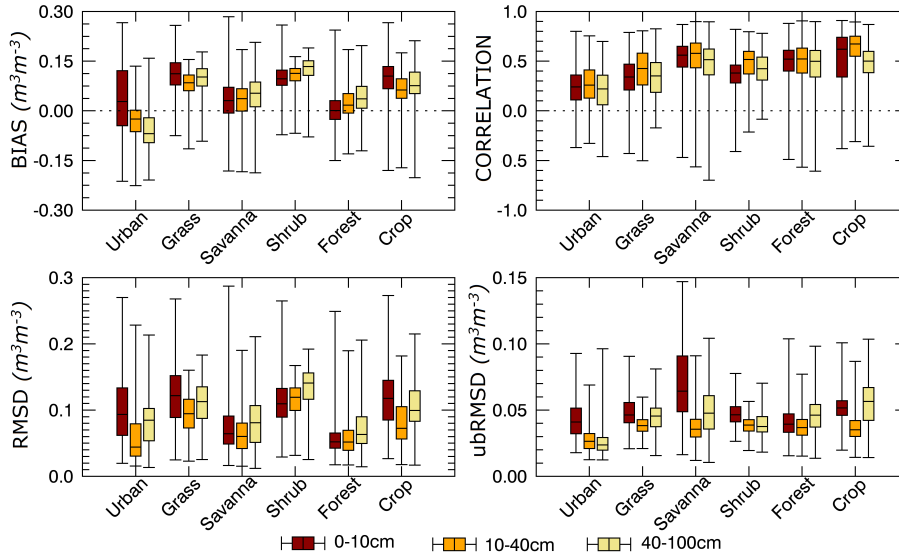 BIAS (m³m⁻³)
0.30
0.15
0.00
-0.15
-0.30
Urban
Grass
Savanna
Shrub
Forest
Crop
CORRELATION
1.0
0.5
0.0
0.5
-1.0
Urban
Grass
Savanna
Shrub
Forest
Crop
RMSD (m³m⁻³)
0.3
0.2
0.1
0.0
Urban
Grass
Savanna
Shrub
Forest
Crop
ubRMSD (m³m⁻³)
0.15
0.10
0.05
0.00
Urban
Grass
Savanna
Shrub
Forest
Crop
0-10cm
10-40cm
40-100cm